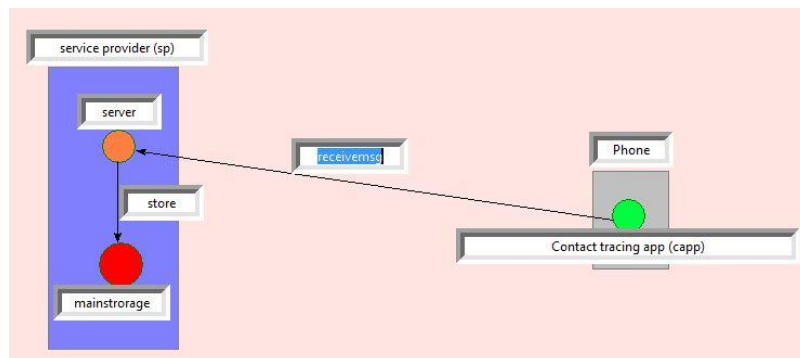 service provider (sp)
server
receivemsg
Phone
store
Contact tracing app (capp)
mainstrorage